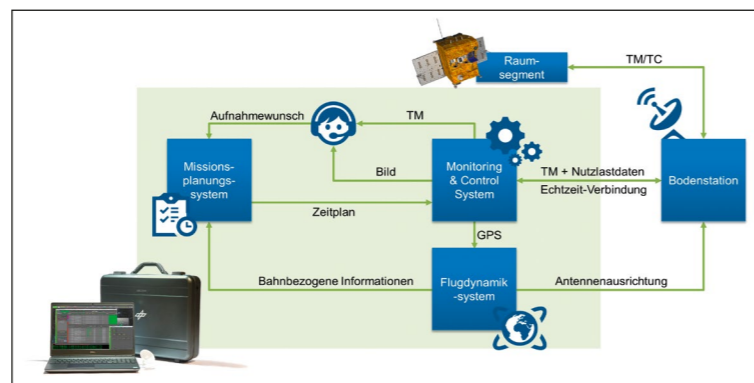 Raum-
segment
TM/TC
Aufnahmewunsch
TM
Missions-
planungs-
system
Monitoring
& Control
System
Bild
TM + Nutzlastdaten
Echtzeit-Verbindung
Bodenstation
Zeitplan
GPS
Bahnbezogene Informationen
Flugdynamik
-system
Antennenausrichtung